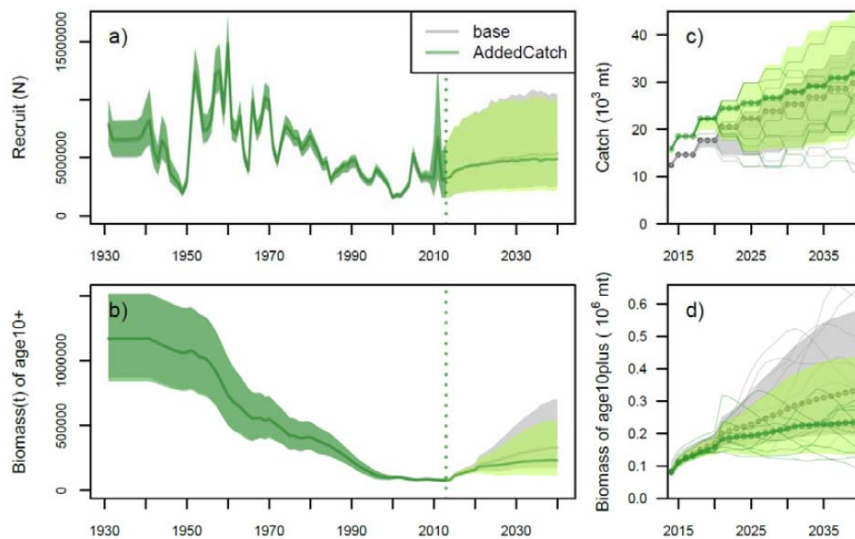 a)
base
AddedCatch
Recruit (N)
15000000
5000000
0
1930 1950 1970 1990 2010 2030
c)
Catch (10³ mt)
40
30
20
10
0
2015 2025 2035
b)
Biomass(t) of age10+
1000000
500000
0
1930 1950 1970 1990 2010 2030
d)
Biomass of age10plus ( 10⁶ mt)
0.6
0.5
0.4
0.3
0.2
0.1
0.0
2015 2025 2035